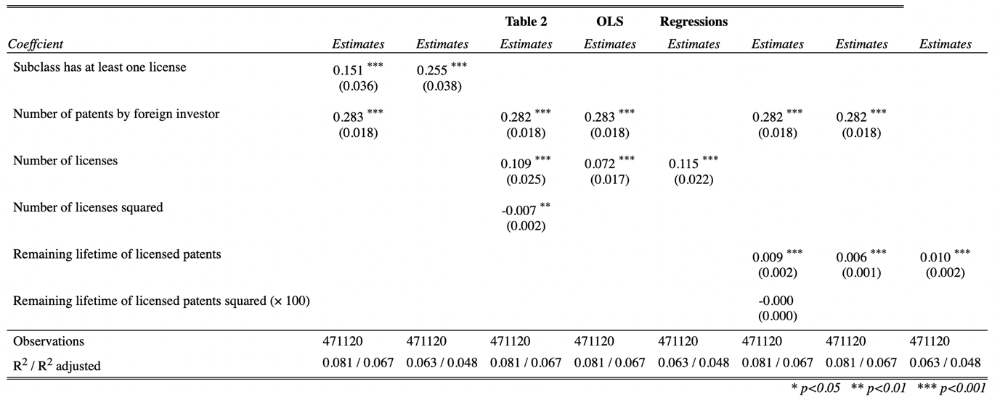 Table 2 OLS Regressions
Coeffcient Estimates Estimates Estimates Estimates Estimates Estimates Estimates Estimates
Subclass has at least one license 0.151 *** 0.255 ***
(0.036) (0.038)
Number of patents by foreign investor 0.283 *** 0.282 *** 0.283 *** 0.282 *** 0.282 ***
(0.018) (0.018) (0.018) (0.018) (0.018)
Number of licenses 0.109 *** 0.072 *** 0.115 ***
(0.025) (0.017) (0.022)
Number of licenses squared -0.007 **
(0.002)
Remaining lifetime of licensed patents 0.009 *** 0.006 *** 0.010 ***
(0.002) (0.001) (0.002)
Remaining lifetime of licensed patents squared (× 100) -0.000
(0.000)
Observations 471120 471120 471120 471120 471120 471120 471120 471120
R² / R² adjusted 0.081 / 0.067 0.063 / 0.048 0.081 / 0.067 0.081 / 0.067 0.063 / 0.048 0.081 / 0.067 0.081 / 0.067 0.063 / 0.048
* p<0.05 ** p<0.01 *** p<0.001